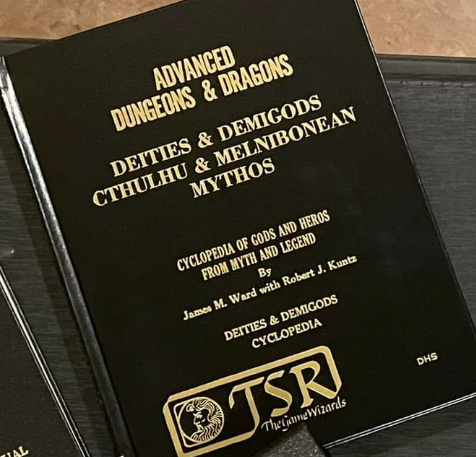 ADVANCED
DUNGEONS & DRAGONS
DEITIES & DEMIGODS
CTHULHU & MELNIBONEAN
MYTHOS
CYCLOPEDIA OF GODS AND HEROS
FROM MYTH AND LEGEND
By
James M. Ward with Robert J. Kuntz
DEITIES & DEMIGODS
CYCLOPEDIA
DHS
TSR
The Game Wizards